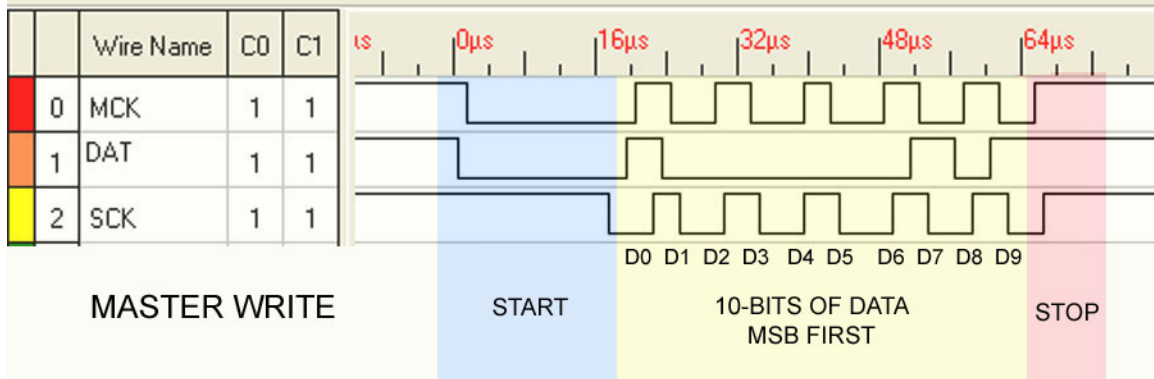 Wire Name C0 C1 us 0µs 16µs 32µs 48µs 64µs
0 MCK 1 1
1 DAT 1 1
2 SCK 1 1
D0 D1 D2 D3 D4 D5 D6 D7 D8 D9
MASTER WRITE START 10-BITS OF DATA STOP
MSB FIRST